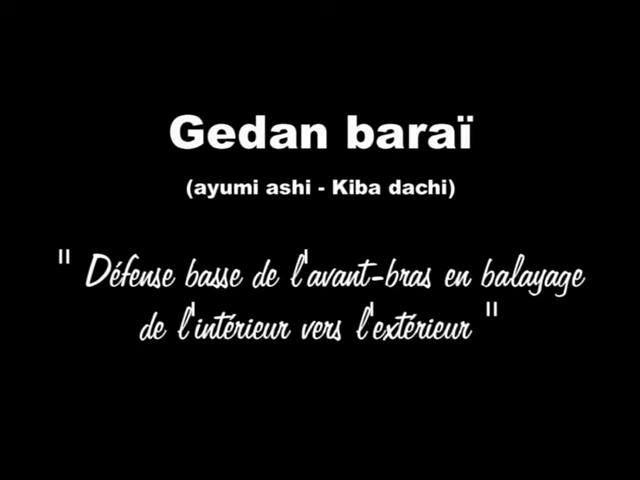 Gedan baraï
(ayumi ashi - Kiba dachi)
" Défense basse de l'avant-bras en balayage
de l'intérieur vers l'extérieur "